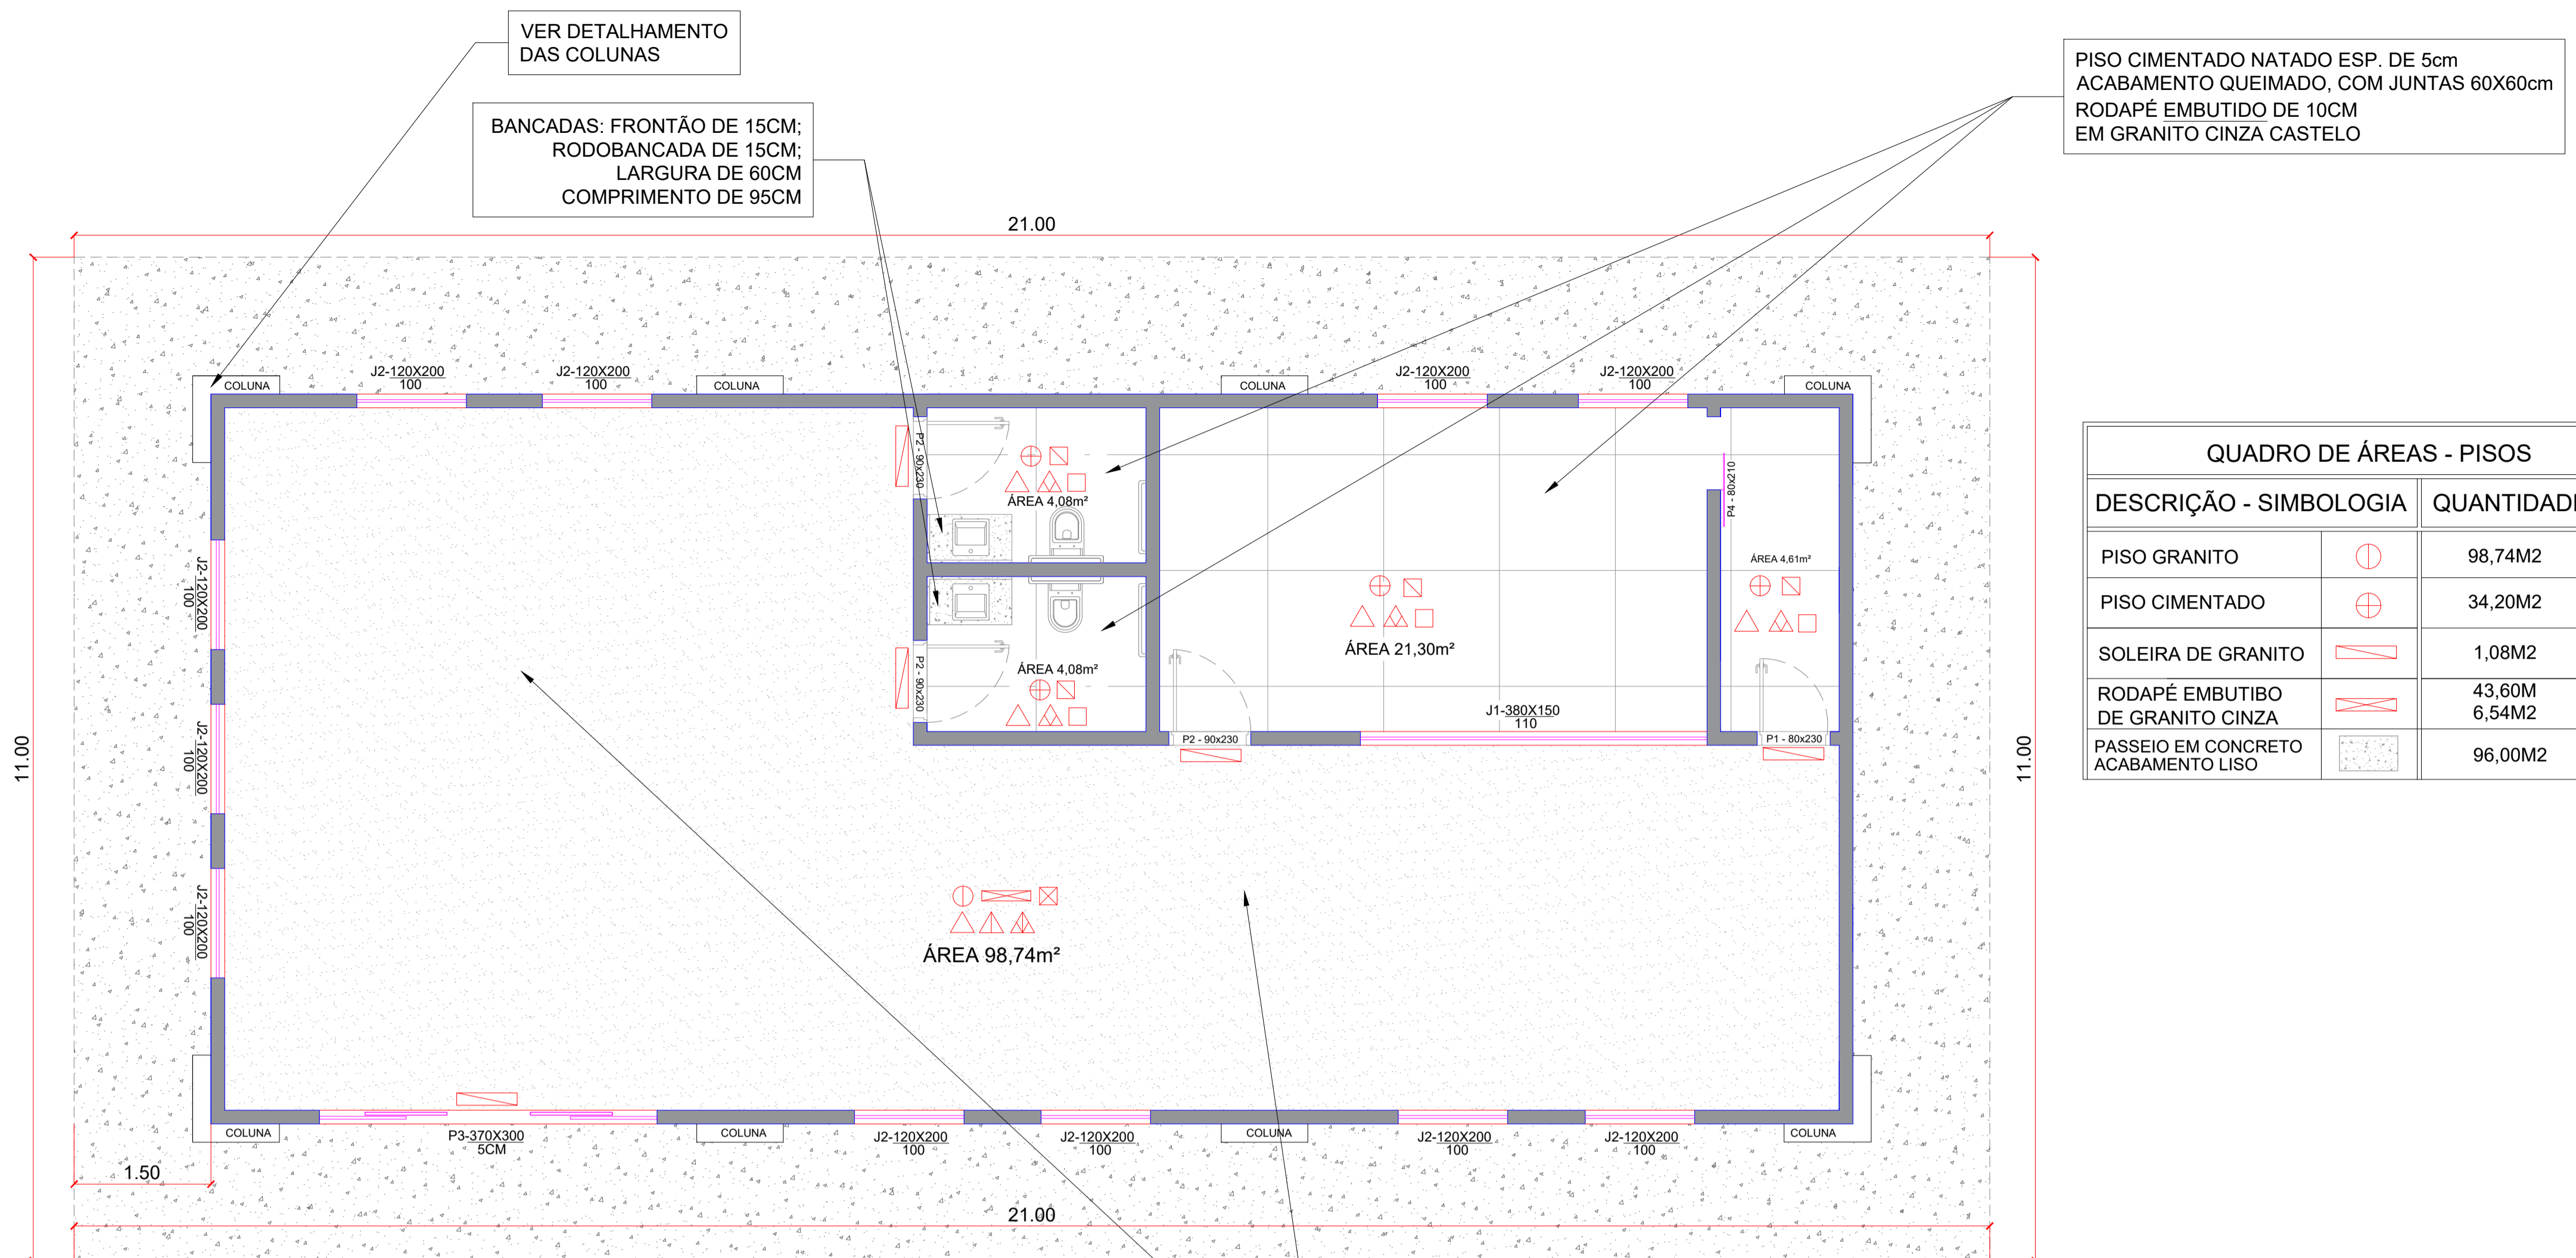 VER DETALHAMENTO
DAS COLUNAS
BANCADAS: FRONTÃO DE 15CM;
RODOBANCADA DE 15CM;
LARGURA DE 60CM
COMPRIMENTO DE 95CM
PISO CIMENTADO NATADO ESP. DE 5cm
ACABAMENTO QUEIMADO, COM JUNTAS 60X60cm
RODAPÉ EMBUTIDO DE 10CM
EM GRANITO CINZA CASTELO
21.00
11.00
11.00
COLUNA
J2-120X200
100
J2-120X200
100
COLUNA
COLUNA
J2-120X200
100
J2-120X200
100
COLUNA
P2 - 90x230
ÁREA 4,08m²
P4 - 80x210
J2-120X200
100
ÁREA 4,61m²
ÁREA 21,30m²
ÁREA 4,08m²
P2 - 90x230
J2-120X200
100
J1-380X150
110
P2 - 90x230
P1 - 80x230
J2-120X200
100
ÁREA 98,74m²
COLUNA
P3-370X300
5CM
COLUNA
J2-120X200
100
J2-120X200
100
COLUNA
J2-120X200
100
J2-120X200
100
COLUNA
1.50
21.00
QUADRO DE ÁREAS - PISOS
DESCRIÇÃO - SIMBOLOGIA
QUANTIDAD
PISO GRANITO
98,74M2
PISO CIMENTADO
34,20M2
SOLEIRA DE GRANITO
1,08M2
RODAPÉ EMBUTIBO
DE GRANITO CINZA
43,60M
6,54M2
PASSEIO EM CONCRETO
ACABAMENTO LISO
96,00M2